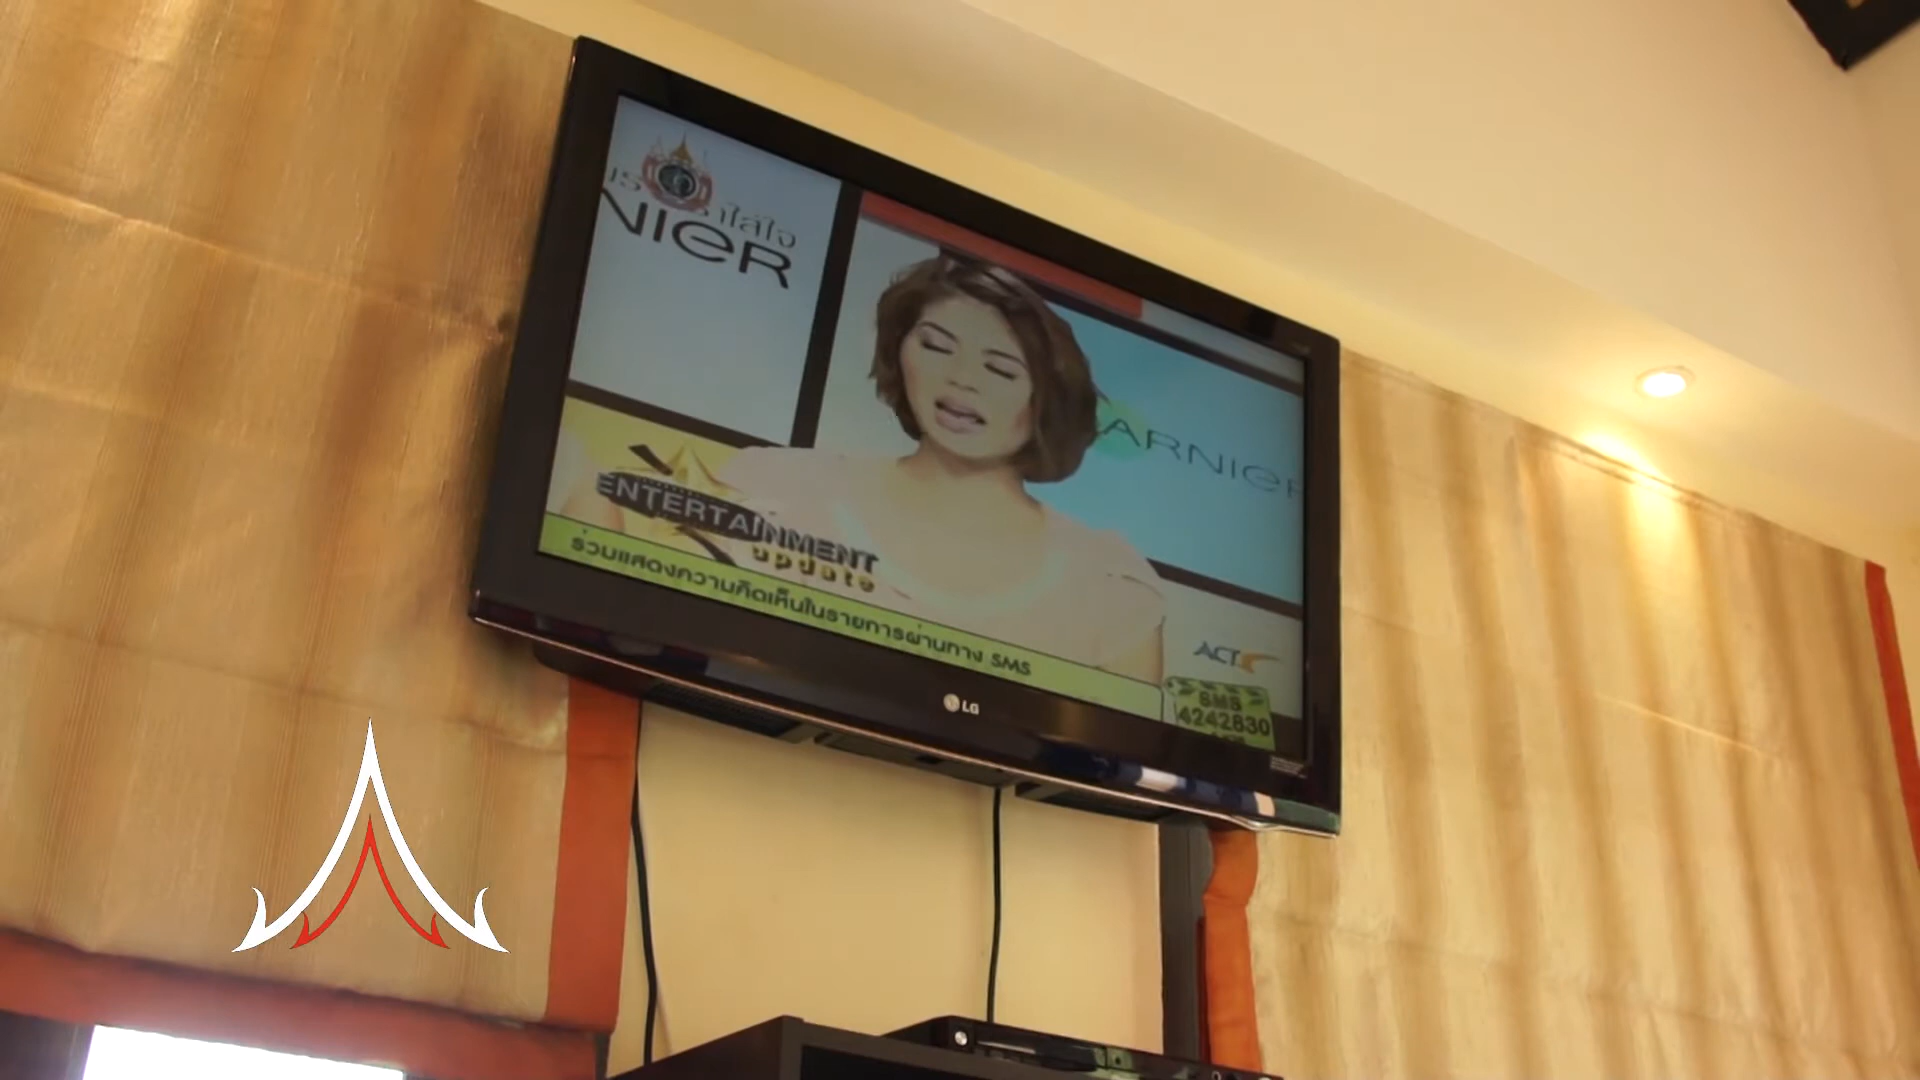 าใส่ใจ
NIER
GARNIER
ENTERTAINMENT
update
ร่วมแสดงความคิดเห็นในรายการผ่านทาง SMS
ACT
SMS
4242830
LG